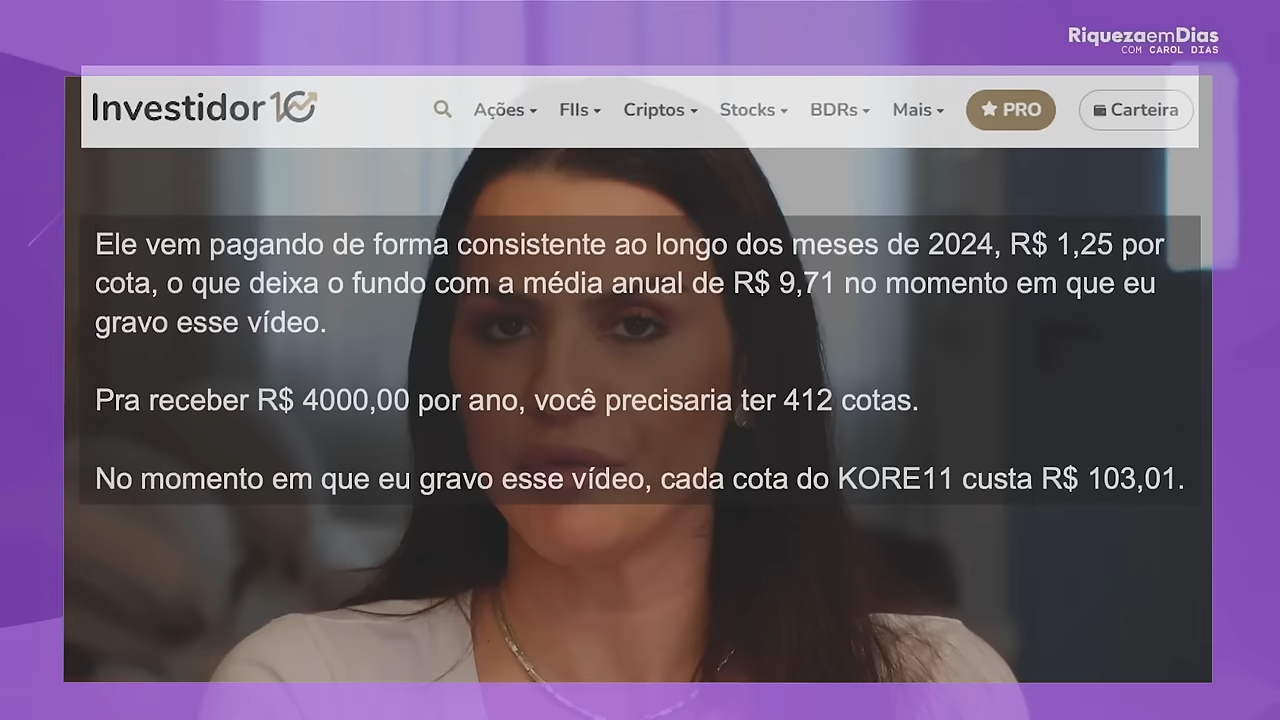 RiquezaemDias
COM CAROL DIAS
Investidor10
Ações
FIIs
Criptos
Stocks
BDRs
Mais
PRO
Carteira
Ele vem pagando de forma consistente ao longo dos meses de 2024, R$ 1,25 por
cota, o que deixa o fundo com a média anual de R$ 9,71 no momento em que eu
gravo esse vídeo.
Pra receber R$ 4000,00 por ano, você precisaria ter 412 cotas.
No momento em que eu gravo esse vídeo, cada cota do KORE11 custa R$ 103,01.